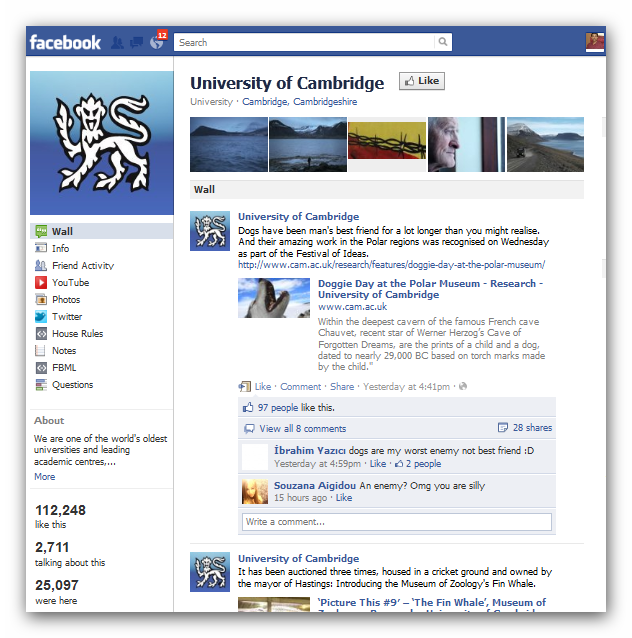 facebook
12
Search
University of Cambridge
Like
University · Cambridge, Cambridgeshire
Wall
Wall
Info
Friend Activity
YouTube
Photos
Twitter
House Rules
Notes
FBML
Questions
About
We are one of the world's oldest
universities and leading
academic centres,...
More
112,248
like this
2,711
talking about this
25,097
were here
University of Cambridge
Dogs have been man's best friend for a lot longer than you might realise.
And their amazing work in the Polar regions was recognised on Wednesday
as part of the Festival of Ideas.
http://www.cam.ac.uk/research/features/doggie-day-at-the-polar-museum/
Doggie Day at the Polar Museum - Research -
University of Cambridge
www.cam.ac.uk
Within the deepest cavern of the famous French cave
Chauvet, recent star of Werner Herzog's Cave of
Forgotten Dreams, are the prints of a child and a dog,
dated to nearly 29,000 BC based on torch marks made
by the child."
Like · Comment · Share · Yesterday at 4:41pm ·
97 people like this.
View all 8 comments
28 shares
İbrahim Yazıcı dogs are my worst enemy not best friend :D
Yesterday at 4:59pm · Like · 2 people
Souzana Aigidou An enemy? Omg you are silly
15 hours ago · Like
Write a comment...
University of Cambridge
It has been auctioned three times, housed in a cricket ground and owned by
the mayor of Hastings: Introducing the Museum of Zoology's Fin Whale.
'Picture This #9' – 'The Fin Whale', Museum of
Zoology - Research - University of Cambridge